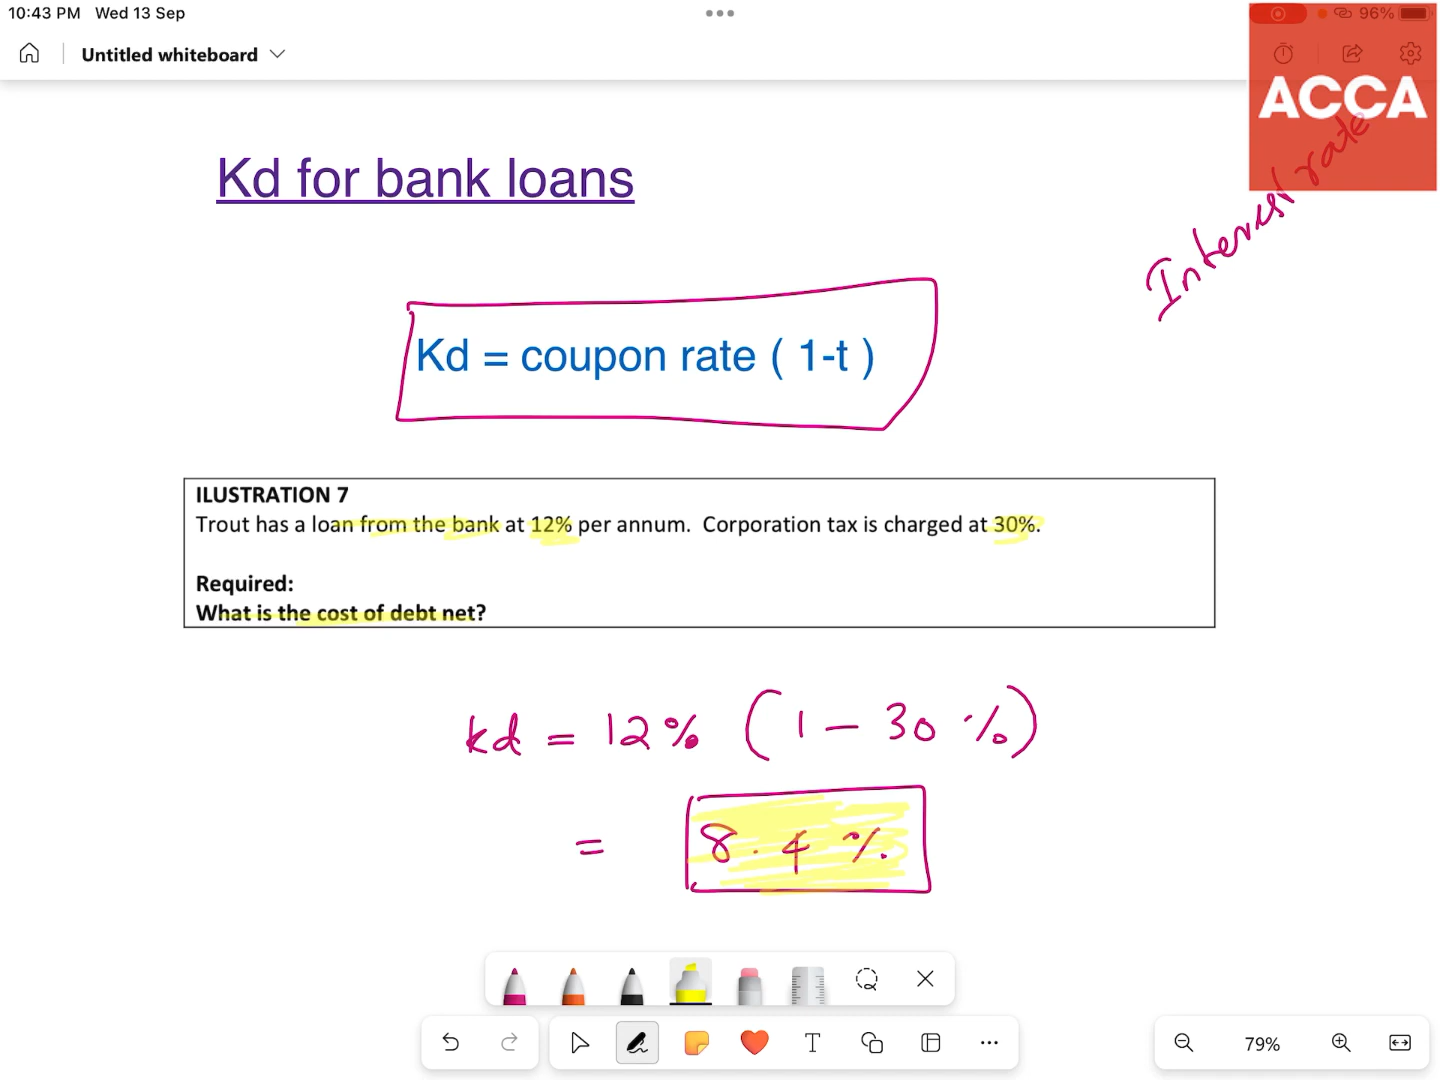 10:43 PM Wed 13 Sep
96%
Untitled whiteboard
ACCA
Kd for bank loans
Interest rate
Kd = coupon rate ( 1-t )
ILUSTRATION 7
Trout has a loan from the bank at 12% per annum. Corporation tax is charged at 30%.
Required:
What is the cost of debt net?
kd = 12% (1 - 30%)
= 8.4%
T
79%